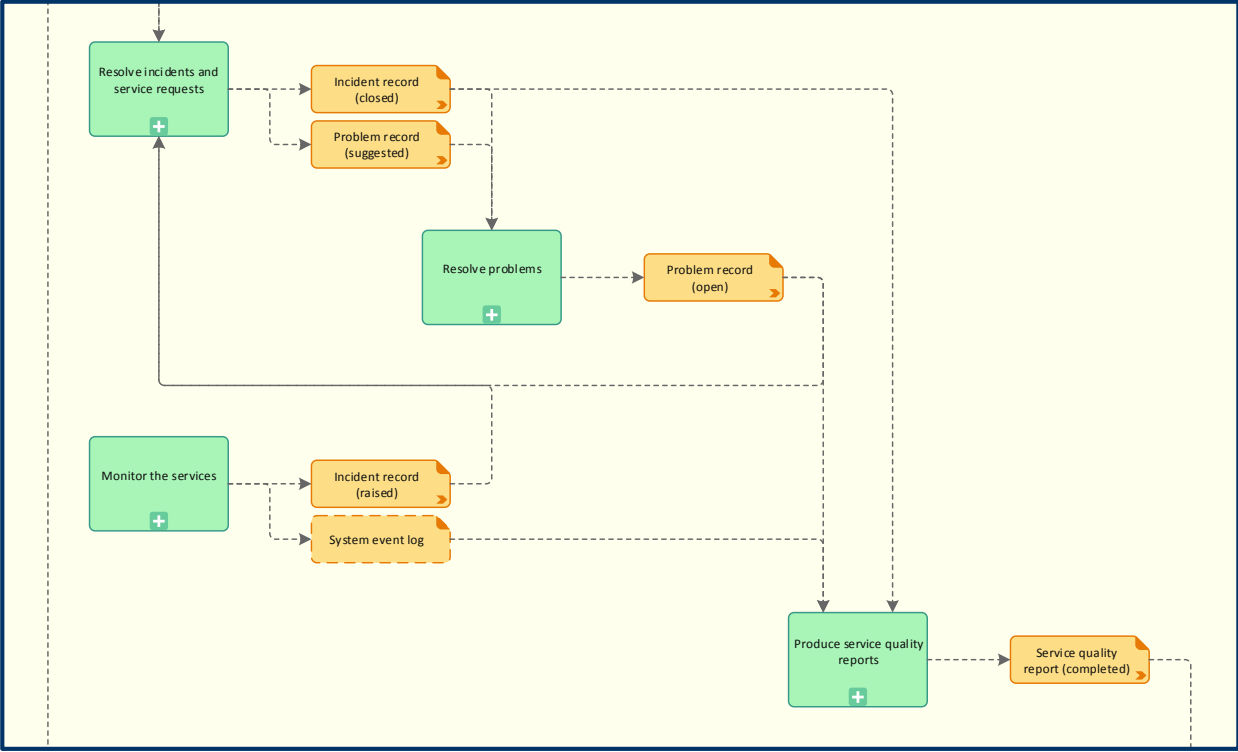 Resolve incidents and
service requests
Incident record
(closed)
Problem record
(suggested)
Resolve problems
Problem record
(open)
Monitor the services
Incident record
(raised)
System event log
Produce service quality
reports
Service quality
report (completed)